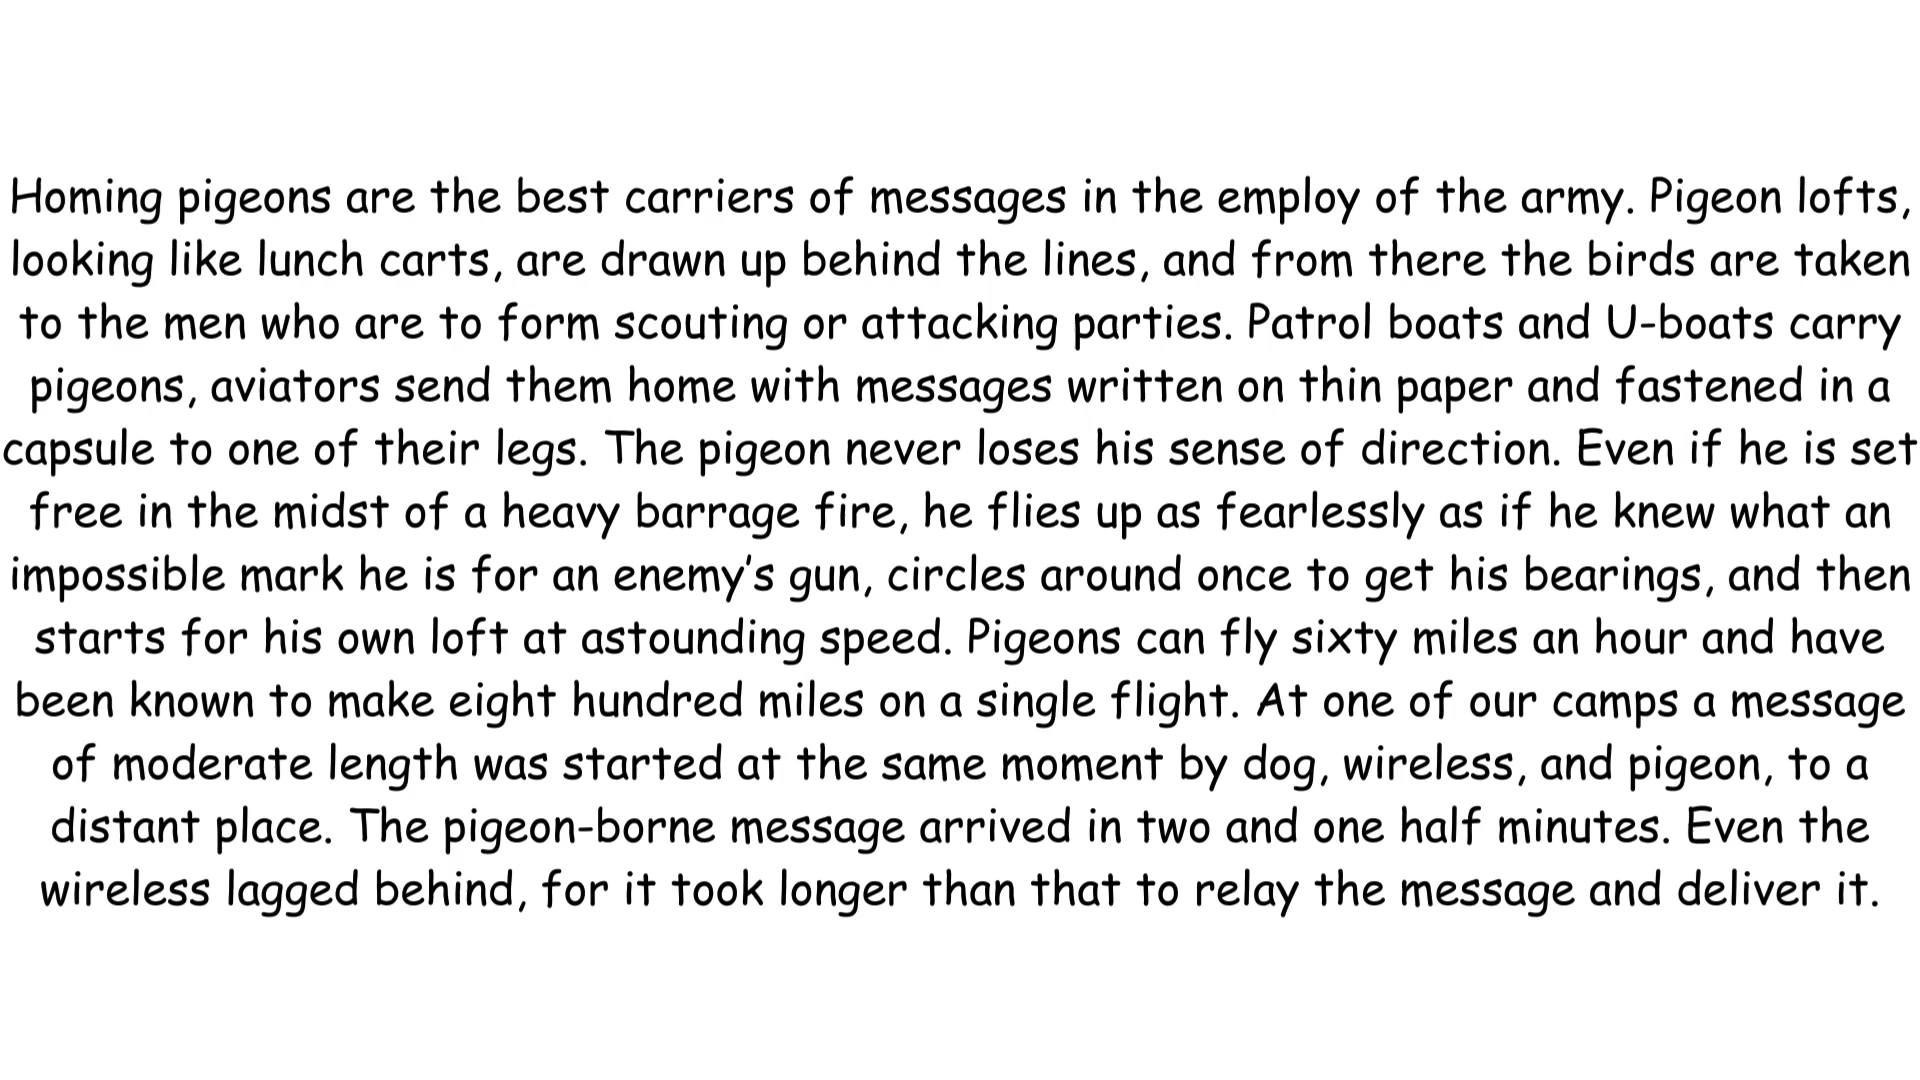 Homing pigeons are the best carriers of messages in the employ of the army. Pigeon lofts,
looking like lunch carts, are drawn up behind the lines, and from there the birds are taken
to the men who are to form scouting or attacking parties. Patrol boats and U-boats carry
pigeons, aviators send them home with messages written on thin paper and fastened in a
capsule to one of their legs. The pigeon never loses his sense of direction. Even if he is set
free in the midst of a heavy barrage fire, he flies up as fearlessly as if he knew what an
impossible mark he is for an enemy's gun, circles around once to get his bearings, and then
starts for his own loft at astounding speed. Pigeons can fly sixty miles an hour and have
been known to make eight hundred miles on a single flight. At one of our camps a message
of moderate length was started at the same moment by dog, wireless, and pigeon, to a
distant place. The pigeon-borne message arrived in two and one half minutes. Even the
wireless lagged behind, for it took longer than that to relay the message and deliver it.